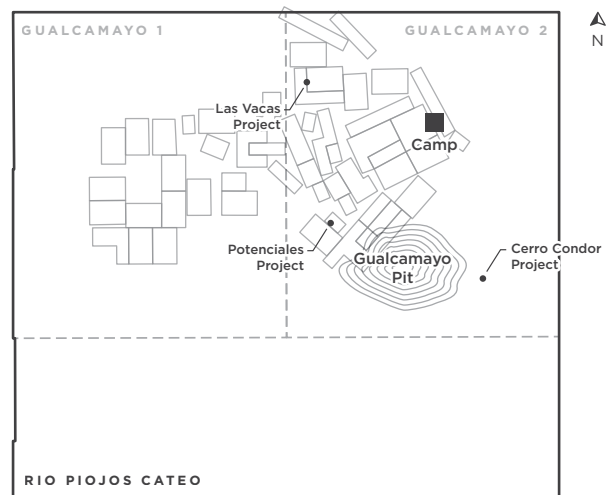 GUALCAMAYO 1
GUALCAMAYO 2
N
Las Vacas
Project
Camp
Potenciales
Project
Gualcamayo
Pit
Cerro Condor
Project
RIO PIOJOS CATEO